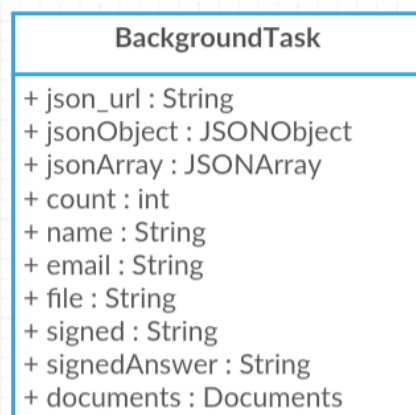 BackgroundTask
+ json_url : String
+ jsonObject : JSONObject
+ jsonArray : JSONArray
+ count : int
+ name : String
+ email : String
+ file : String
+ signed : String
+ signedAnswer : String
+ documents : Documents